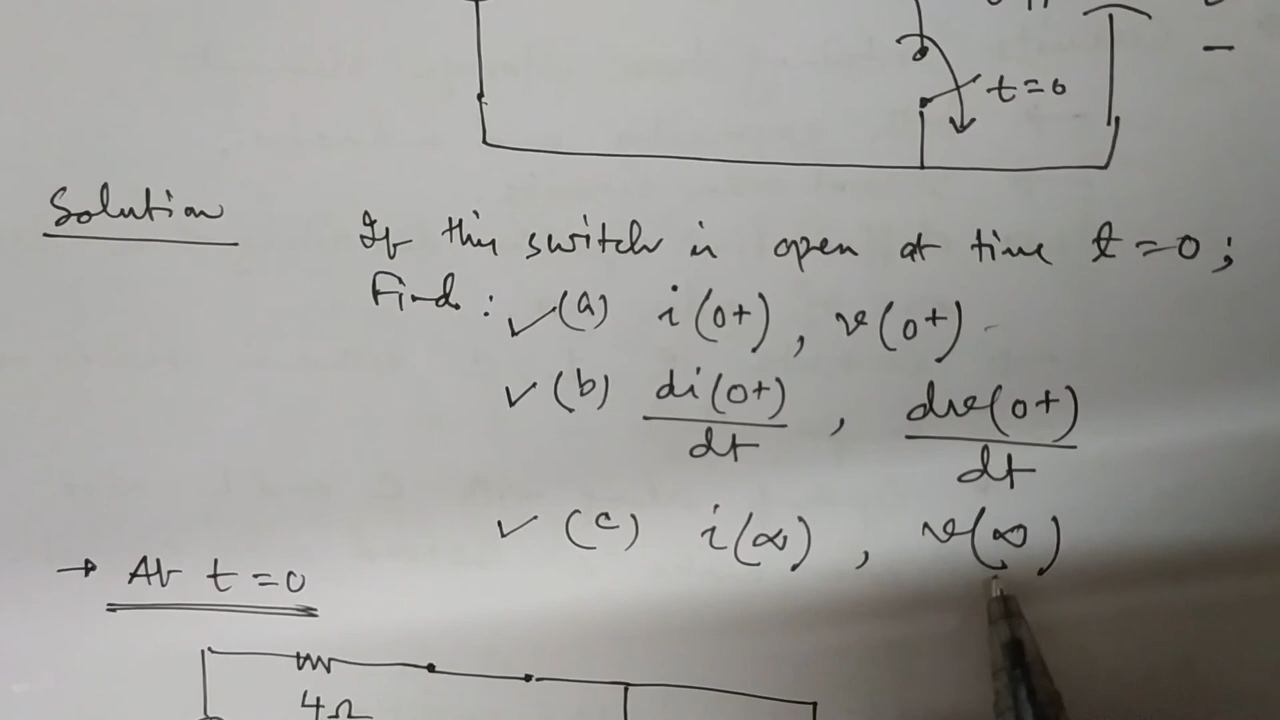 t=0
Solution
If this switch is open at time t=0;
Find: ✓(a) i(0+), v(0+)
✓(b) di(0+)/dt, dv(0+)/dt
✓(c) i(∞), v(∞)
→ At t=0
4Ω